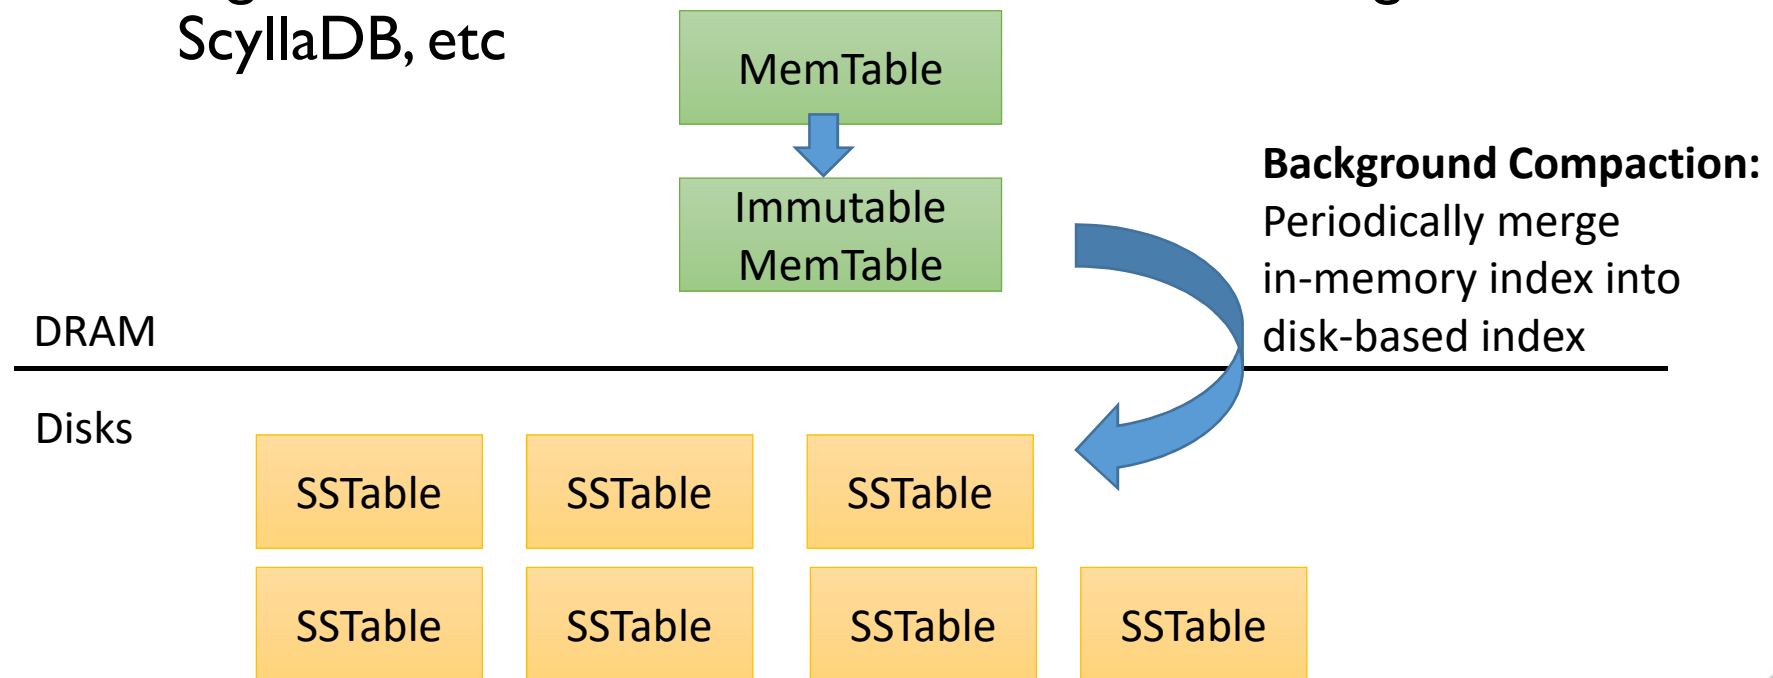 ScyllaDB, etc
MemTable
Immutable
MemTable
Background Compaction:
Periodically merge
in-memory index into
disk-based index
DRAM
Disks
SSTable SSTable SSTable
SSTable SSTable SSTable SSTable